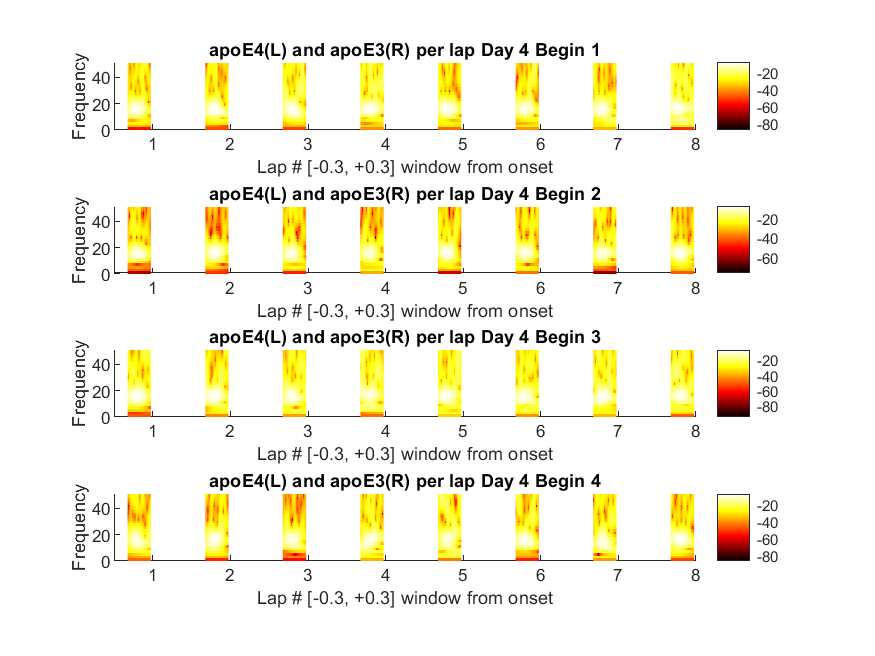 apoE4(L) and apoE3(R) per lap Day 4 Begin 1
Frequency
40
20
0
1 2 3 4 5 6 7 8
Lap # [-0.3, +0.3] window from onset
-20
-40
-60
-80
apoE4(L) and apoE3(R) per lap Day 4 Begin 2
Frequency
40
20
0
1 2 3 4 5 6 7 8
Lap # [-0.3, +0.3] window from onset
-20
-40
-60
apoE4(L) and apoE3(R) per lap Day 4 Begin 3
Frequency
40
20
0
1 2 3 4 5 6 7 8
Lap # [-0.3, +0.3] window from onset
-20
-40
-60
-80
apoE4(L) and apoE3(R) per lap Day 4 Begin 4
Frequency
40
20
0
1 2 3 4 5 6 7 8
Lap # [-0.3, +0.3] window from onset
-20
-40
-60
-80